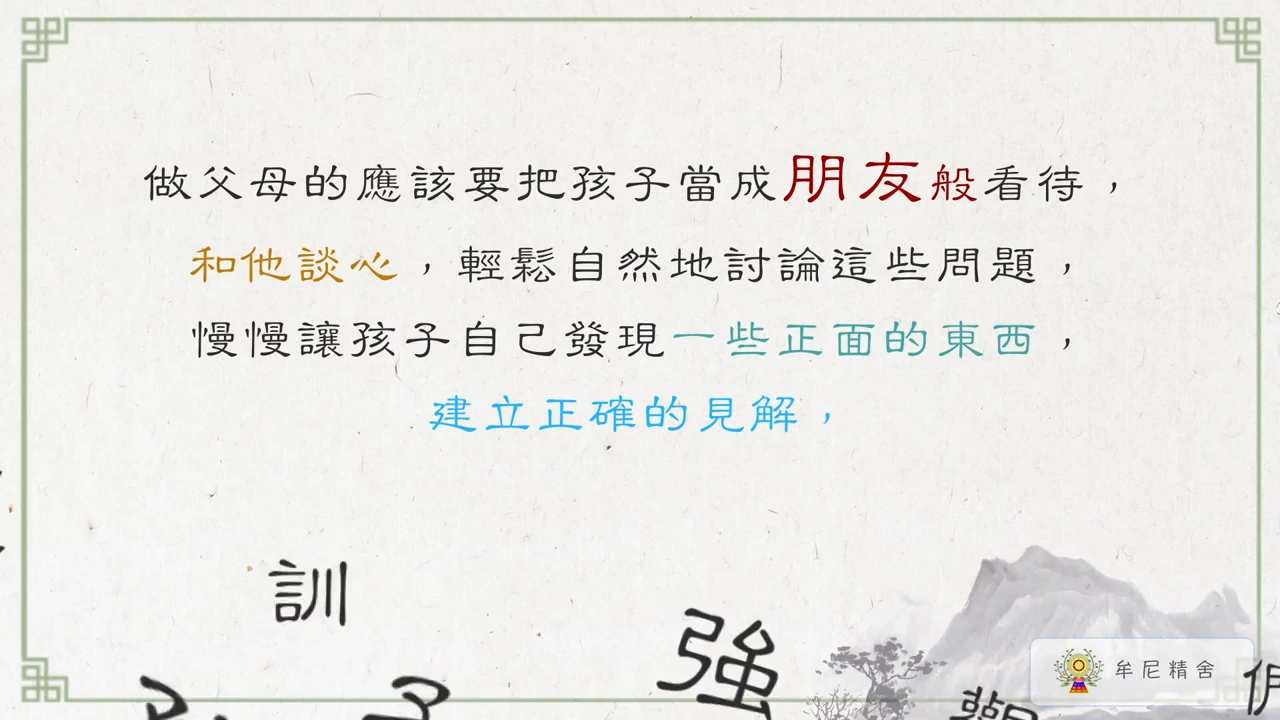 做父母的應該要把孩子當成朋友般看待，
和他談心，輕鬆自然地討論這些問題，
慢慢讓孩子自己發現一些正面的東西，
建立正確的見解，
訓
強
牟尼精舍